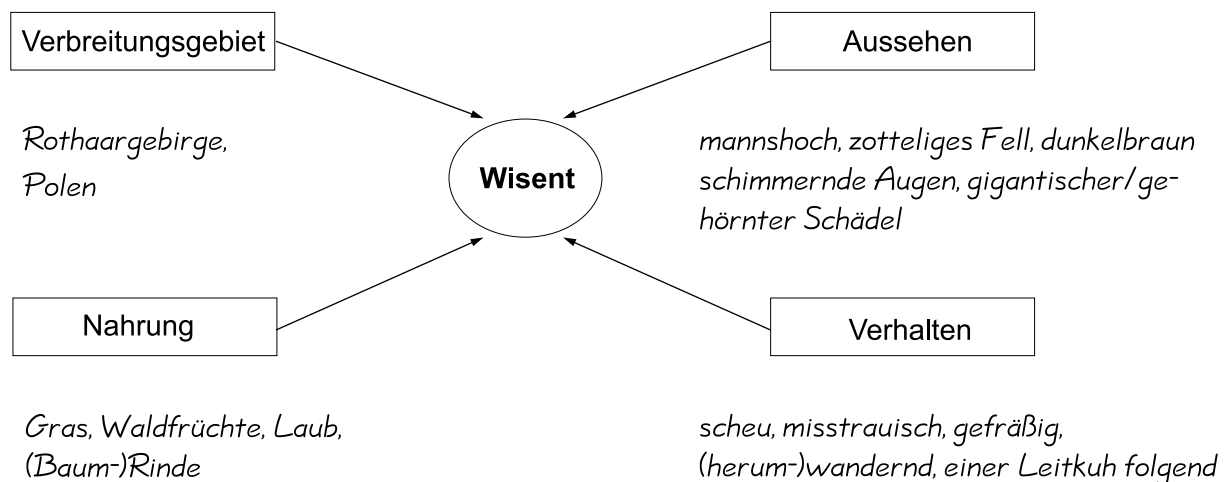 Verbreitungsgebiet
Aussehen
Rothaargebirge,
Polen
Wisent
mannshoch, zotteliges Fell, dunkelbraun
schimmernde Augen, gigantischer/ge-
hörnter Schädel
Nahrung
Verhalten
Gras, Waldfrüchte, Laub,
(Baum-)Rinde
scheu, misstrauisch, gefräßig,
(herum-)wandernd, einer Leitkuh folgend